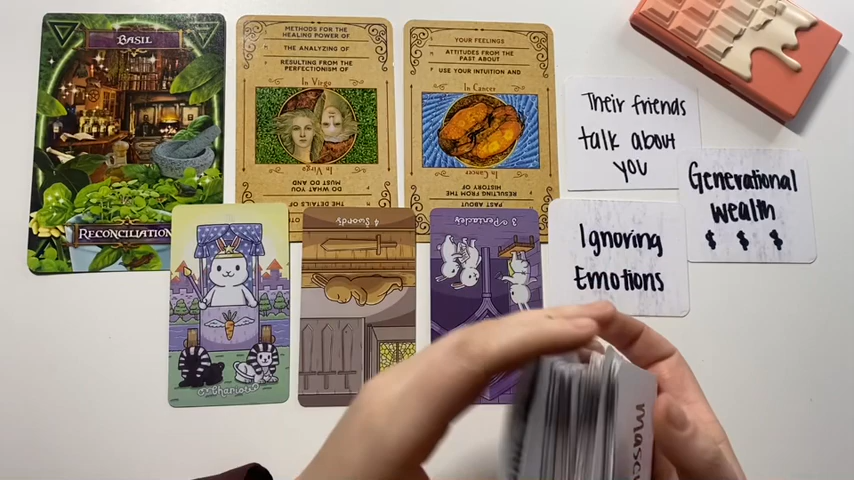 BASIL
RECONCILIATION
METHODS FOR THE
HEALING POWER OF
THE ANALYZING OF
RESULTING FROM THE
PERFECTIONISM OF
In Virgo
In Virgo
DO WHAT YOU
MUST DO AND
THE DETAILS OF
YOUR FEELINGS
ATTITUDES FROM THE
PAST ABOUT
USE YOUR INTUITION AND
In Cancer
In Cancer
HISTORY OF
RESULTING FROM THE
PAST ABOUT
Their friends
talk about
you
Generational
wealth
$ $ $
Ignoring
Emotions
4 Swords
3 Pentacles
mascu